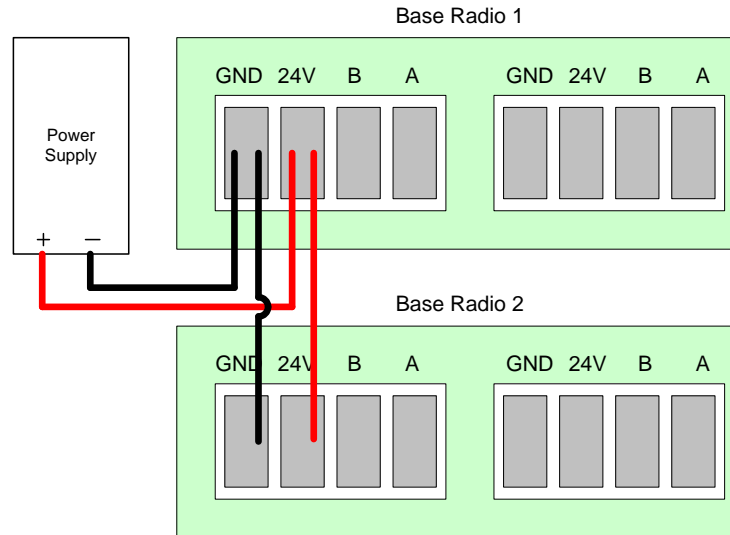 Base Radio 1
GND 24V B A GND 24V B A
Power
Supply
+ −
Base Radio 2
GND 24V B A GND 24V B A